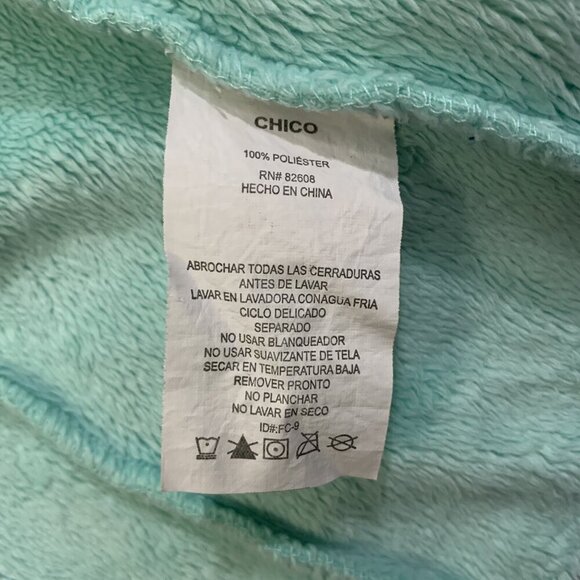 CHICO
100% POLIÉSTER
RN# 82608
HECHO EN CHINA
ABROCHAR TODAS LAS CERRADURAS
ANTES DE LAVAR
LAVAR EN LAVADORA CONAGUA FRIA
CICLO DELICADO
SEPARADO
NO USAR BLANQUEADOR
NO USAR SUAVIZANTE DE TELA
SECAR EN TEMPERATURA BAJA
REMOVER PRONTO
NO PLANCHAR
NO LAVAR EN SECO
ID#:FC-9